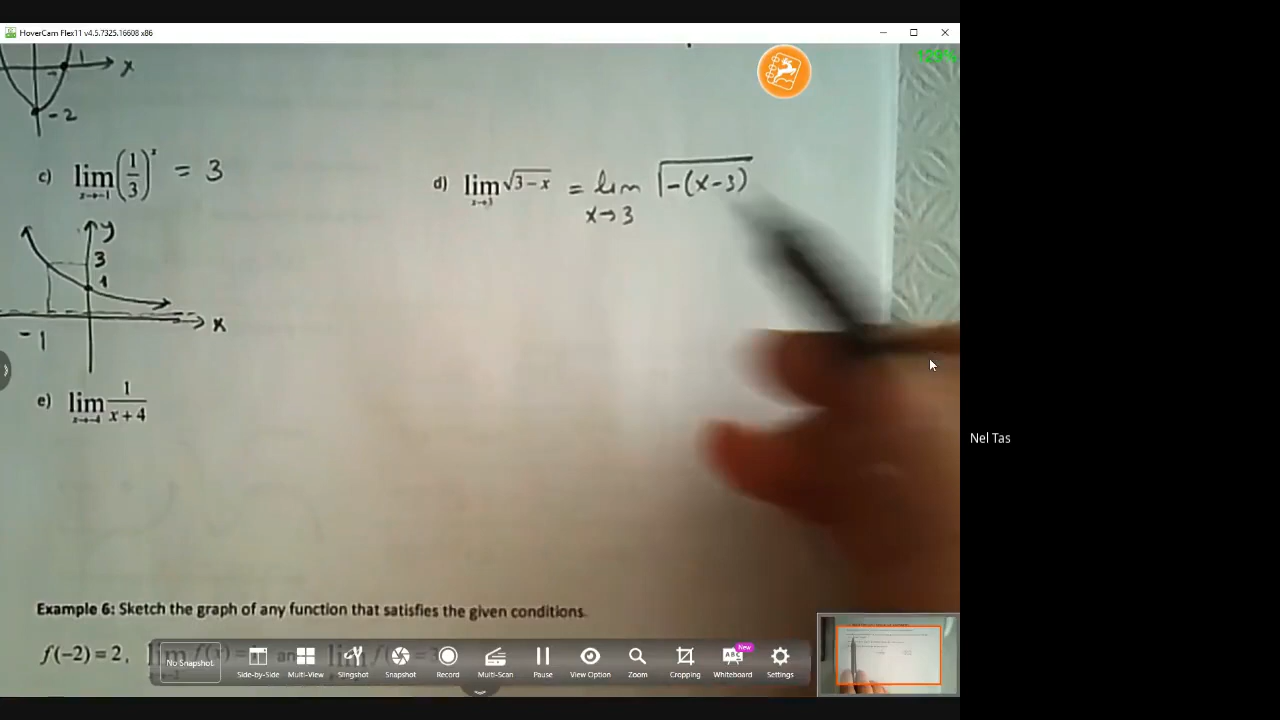 HoverCam Flex11 v4.5.7325.16608 x86
129%
1
x
-2
c) lim x→-1 (1/3)^x = 3
d) lim x→3 √3-x = lim x→3 √-(x-3)
y
3
1
x
-1
e) lim x→-4 1/x+4
Nel Tas
Example 6: Sketch the graph of any function that satisfies the given conditions.
f(-2) = 2,
No Snapshot
Side-by-Side
Multi-View
Slingshot
Snapshot
Record
Multi-Scan
Pause
View Option
Zoom
Cropping
ABC
New
Whiteboard
Settings